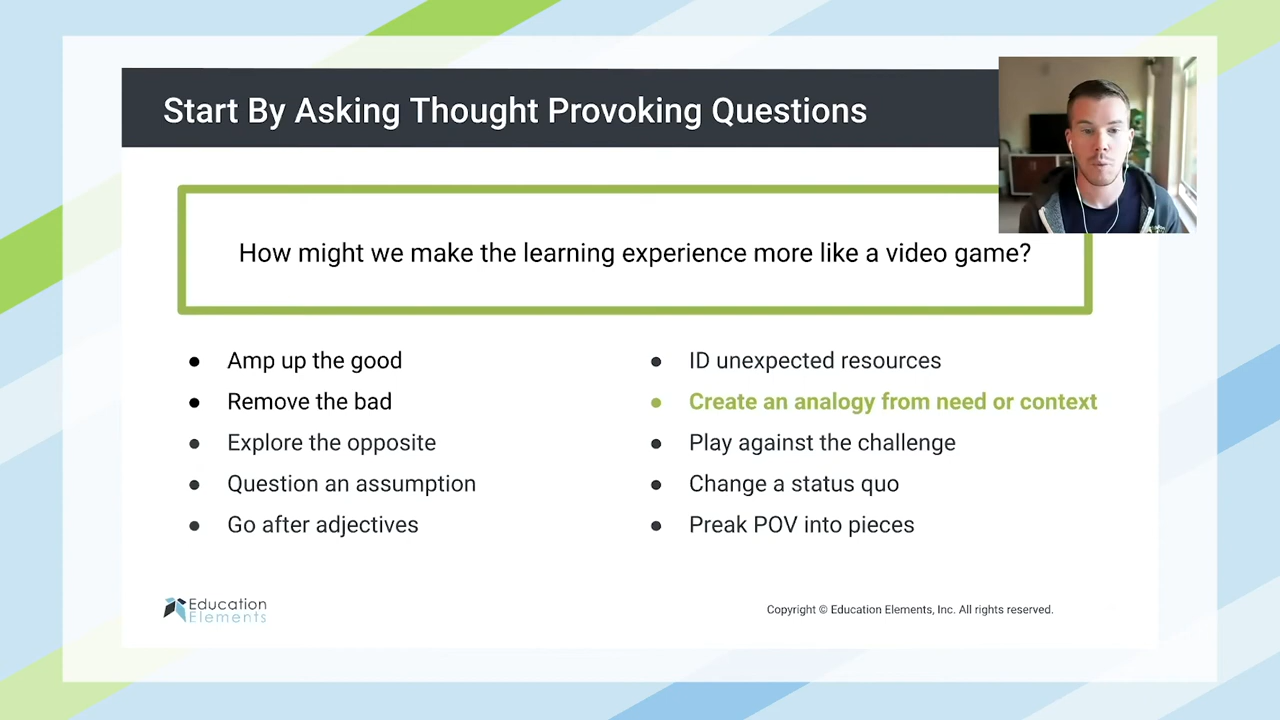 Start By Asking Thought Provoking Questions
How might we make the learning experience more like a video game?
● Amp up the good
● Remove the bad
● Explore the opposite
● Question an assumption
● Go after adjectives
● ID unexpected resources
● Create an analogy from need or context
● Play against the challenge
● Change a status quo
● Preak POV into pieces
Education
Elements
Copyright © Education Elements, Inc. All rights reserved.